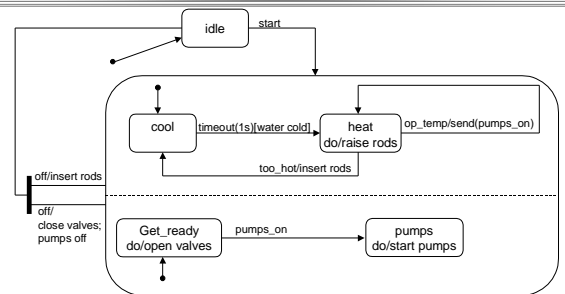 idle
start
cool
timeout(1s)[water cold]
heat
do/raise rods
op_temp/send(pumps_on)
too_hot/insert rods
off/insert rods
off/
close valves;
pumps off
Get_ready
do/open valves
pumps_on
pumps
do/start pumps